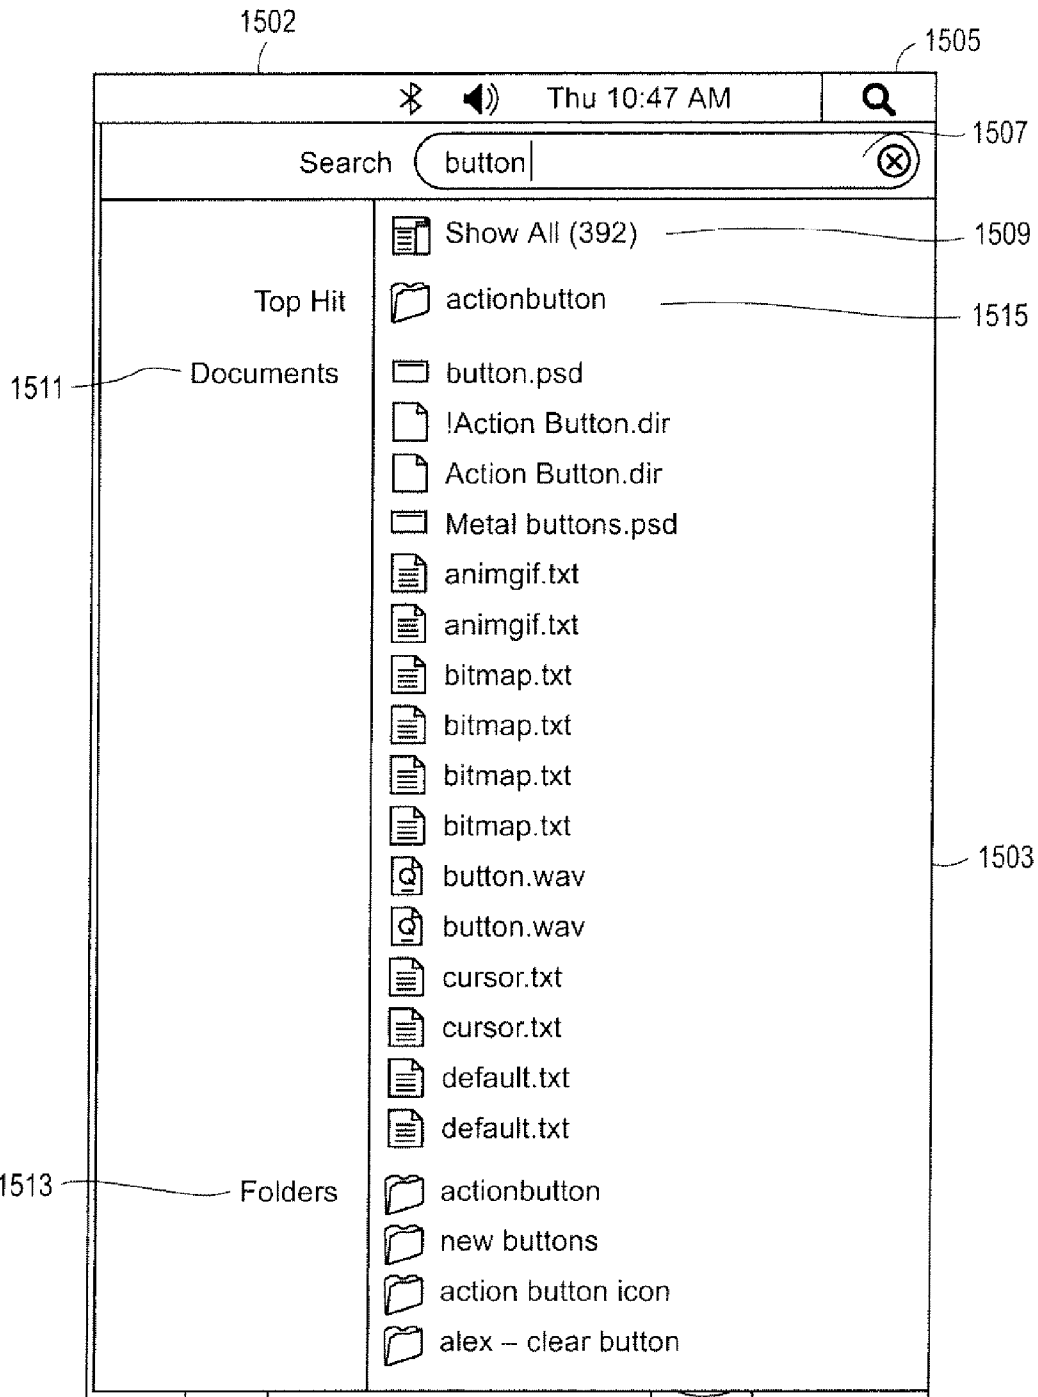 1502
1505
Thu 10:47 AM
1507
Search button
Show All (392) 1509
Top Hit actionbutton
1515
1511 Documents button.psd
!Action Button.dir
Action Button.dir
Metal buttons.psd
animgif.txt
animgif.txt
bitmap.txt
bitmap.txt
bitmap.txt
bitmap.txt
1503
button.wav
button.wav
cursor.txt
cursor.txt
default.txt
default.txt
1513 Folders actionbutton
new buttons
action button icon
alex – clear button